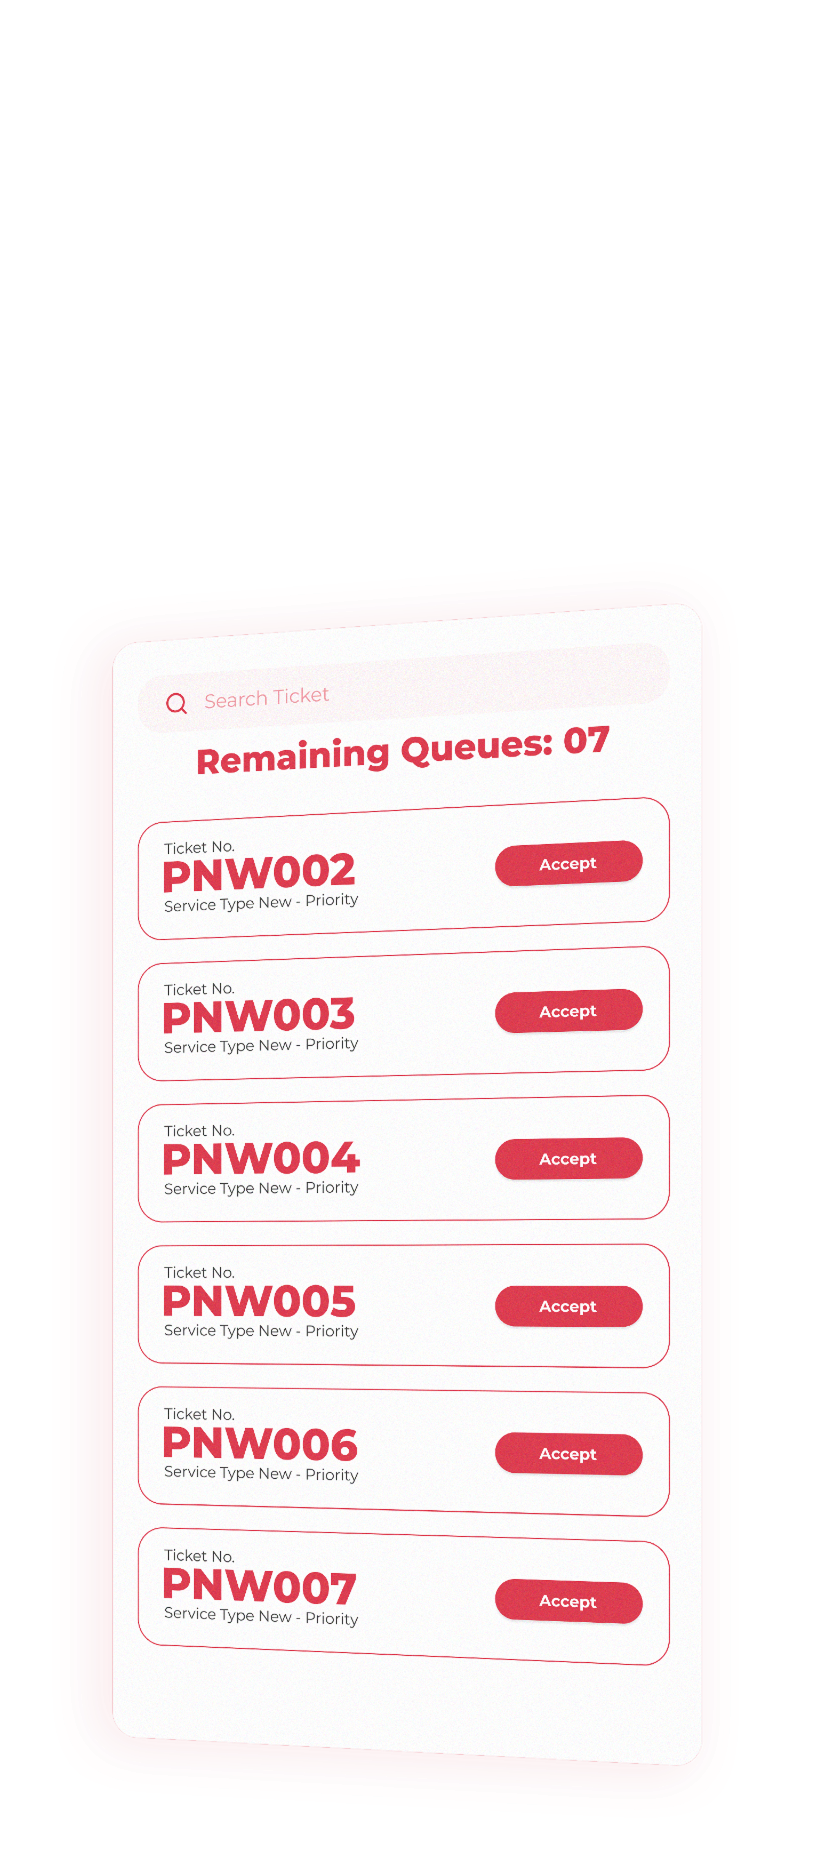 Search Ticket
Remaining Queues: 07
Ticket No.
PNW002
Service Type New - Priority
Accept
Ticket No.
PNW003
Service Type New - Priority
Accept
Ticket No.
PNW004
Service Type New - Priority
Accept
Ticket No.
PNW005
Service Type New - Priority
Accept
Ticket No.
PNW006
Service Type New - Priority
Accept
Ticket No.
PNW007
Service Type New - Priority
Accept